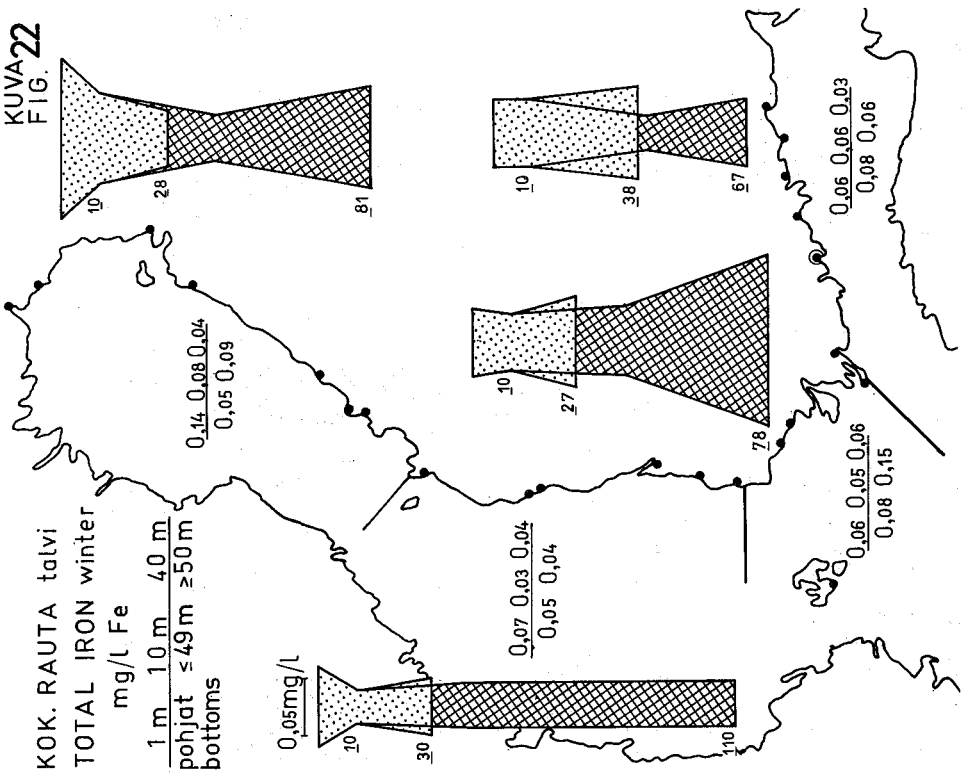 KUVA 22
FIG.
KOK. RAUTA talvi
TOTAL IRON winter
mg/l Fe
1 m 10 m 40 m
pohjat ≤49 m ≥50 m
bottoms
0,05 mg/l
10
30
110
10
28
81
0,14 0,08 0,04
0,05 0,09
10
27
78
10
38
67
0,07 0,03 0,04
0,05 0,04
0,06 0,05 0,06
0,08 0,15
0,06 0,06 0,03
0,08 0,06